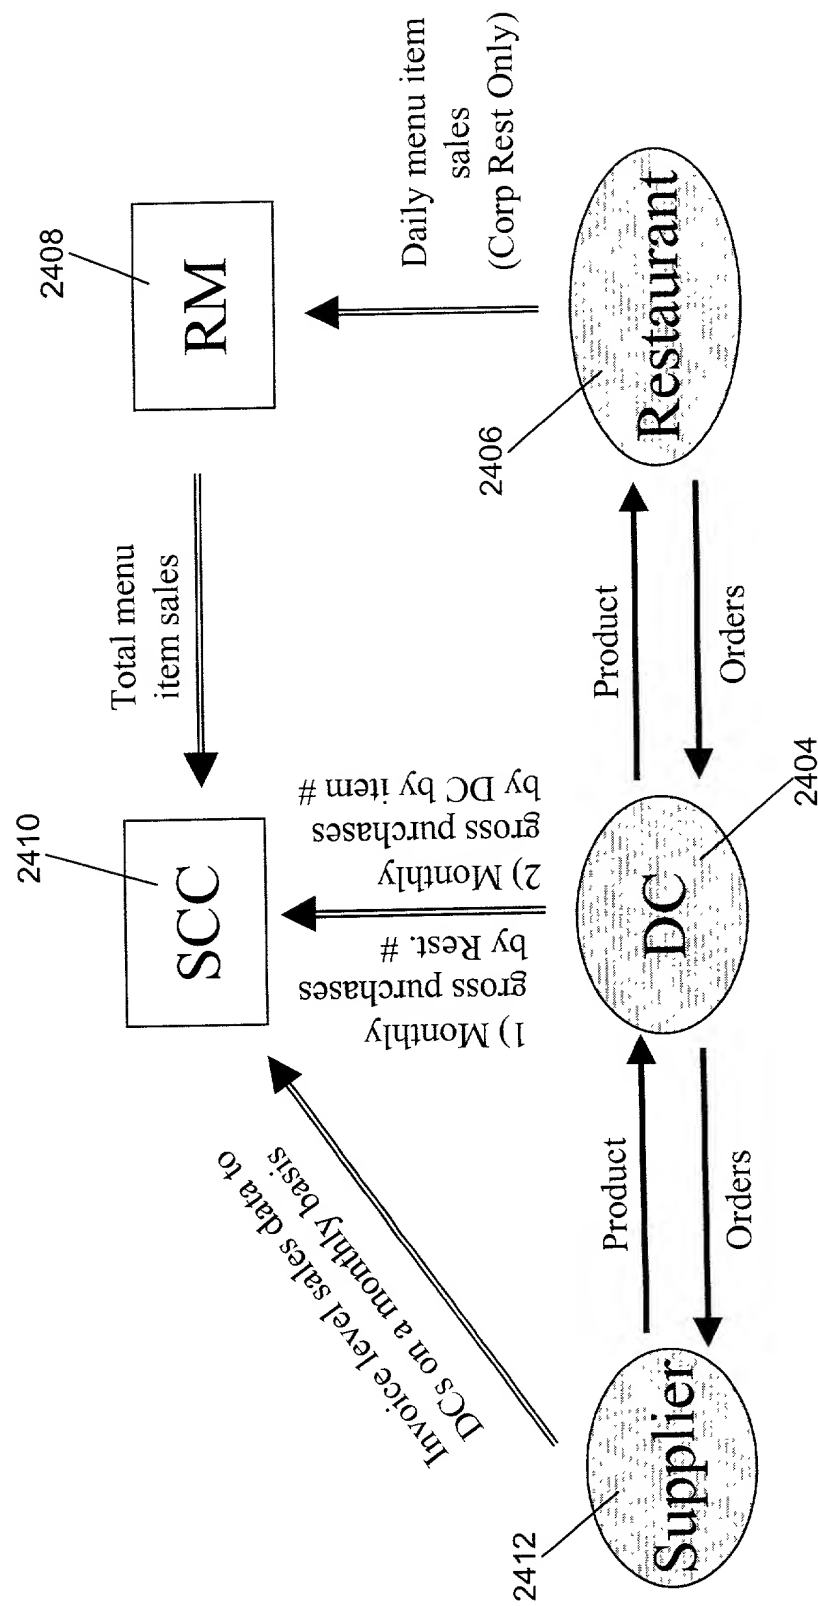 2410
SCC
Total menu
item sales
2408
RM
Invoice level sales data to
DCs on a monthly basis
1) Monthly
gross purchases
by Rest. #
2) Monthly
gross purchases
by DC by item #
Daily menu item
sales
(Corp Rest Only)
2412
Supplier
Product
Orders
DC
2404
Product
Orders
2406
Restaurant